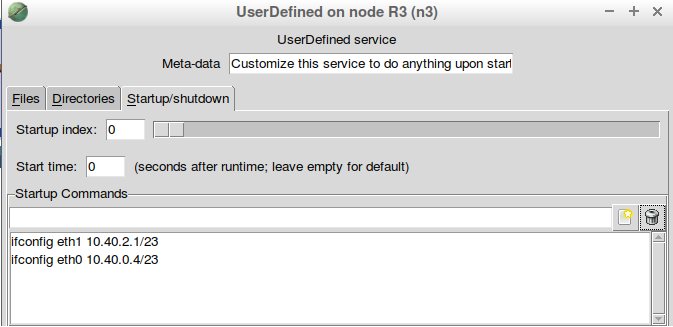 UserDefined on node R3 (n3)
UserDefined service
Meta-data Customize this service to do anything upon start
Files Directories Startup/shutdown
Startup index: 0
Start time: 0 (seconds after runtime; leave empty for default)
Startup Commands
ifconfig eth1 10.40.2.1/23
ifconfig eth0 10.40.0.4/23